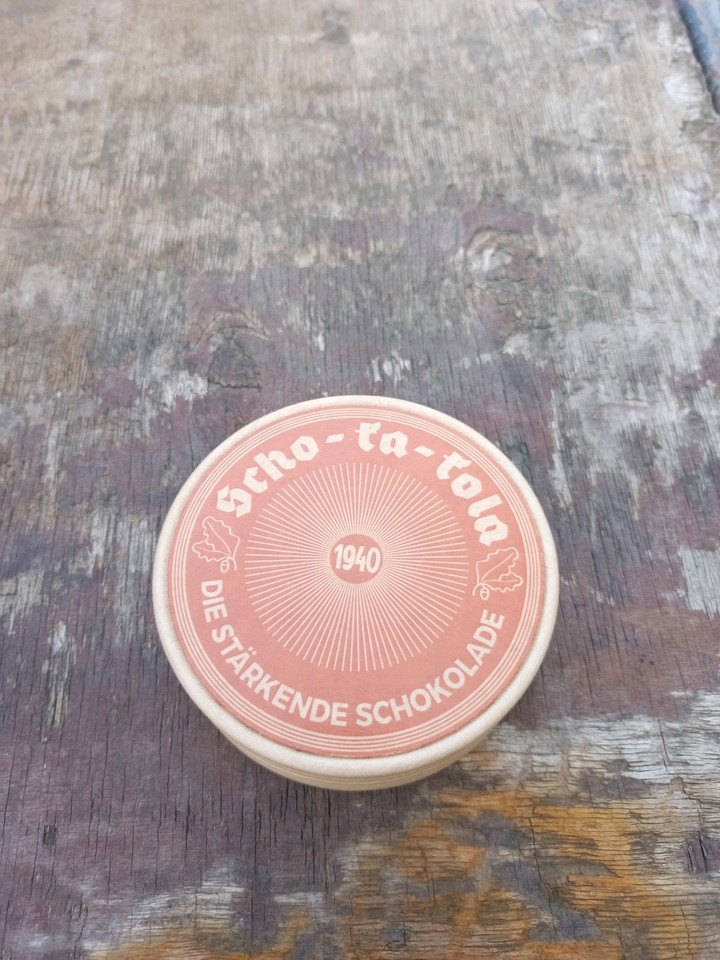 Scho-ka-kola
1940
DIE STÄRKENDE SCHOKOLADE